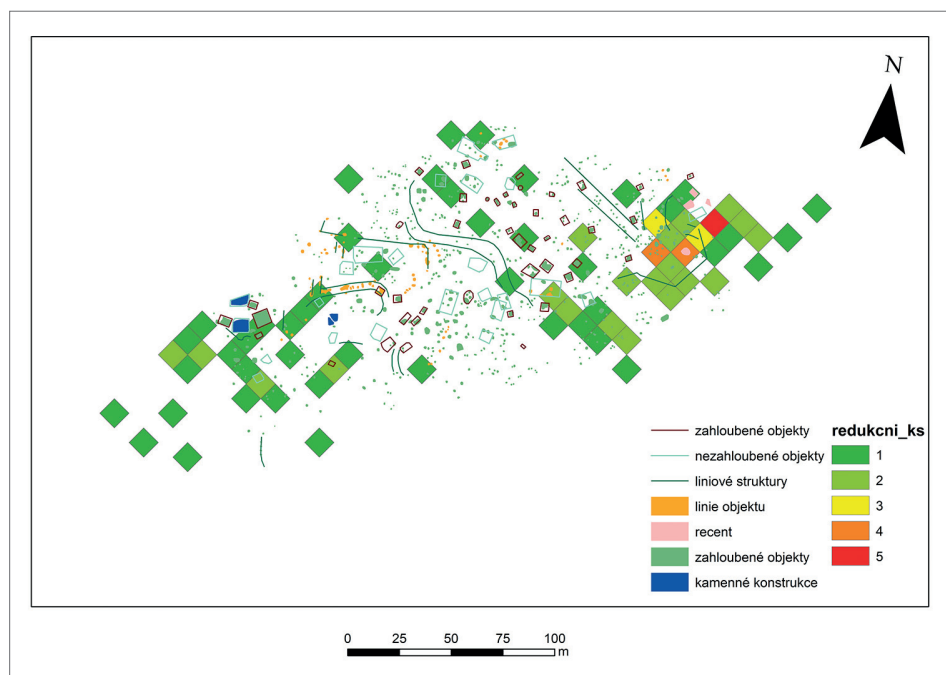 N
zahloubené objekty
nezahloubené objekty
liniové struktury
linie objektu
recent
zahloubené objekty
kamenné konstrukce
redukcni_ks
1
2
3
4
5
0 25 50 75 100
m